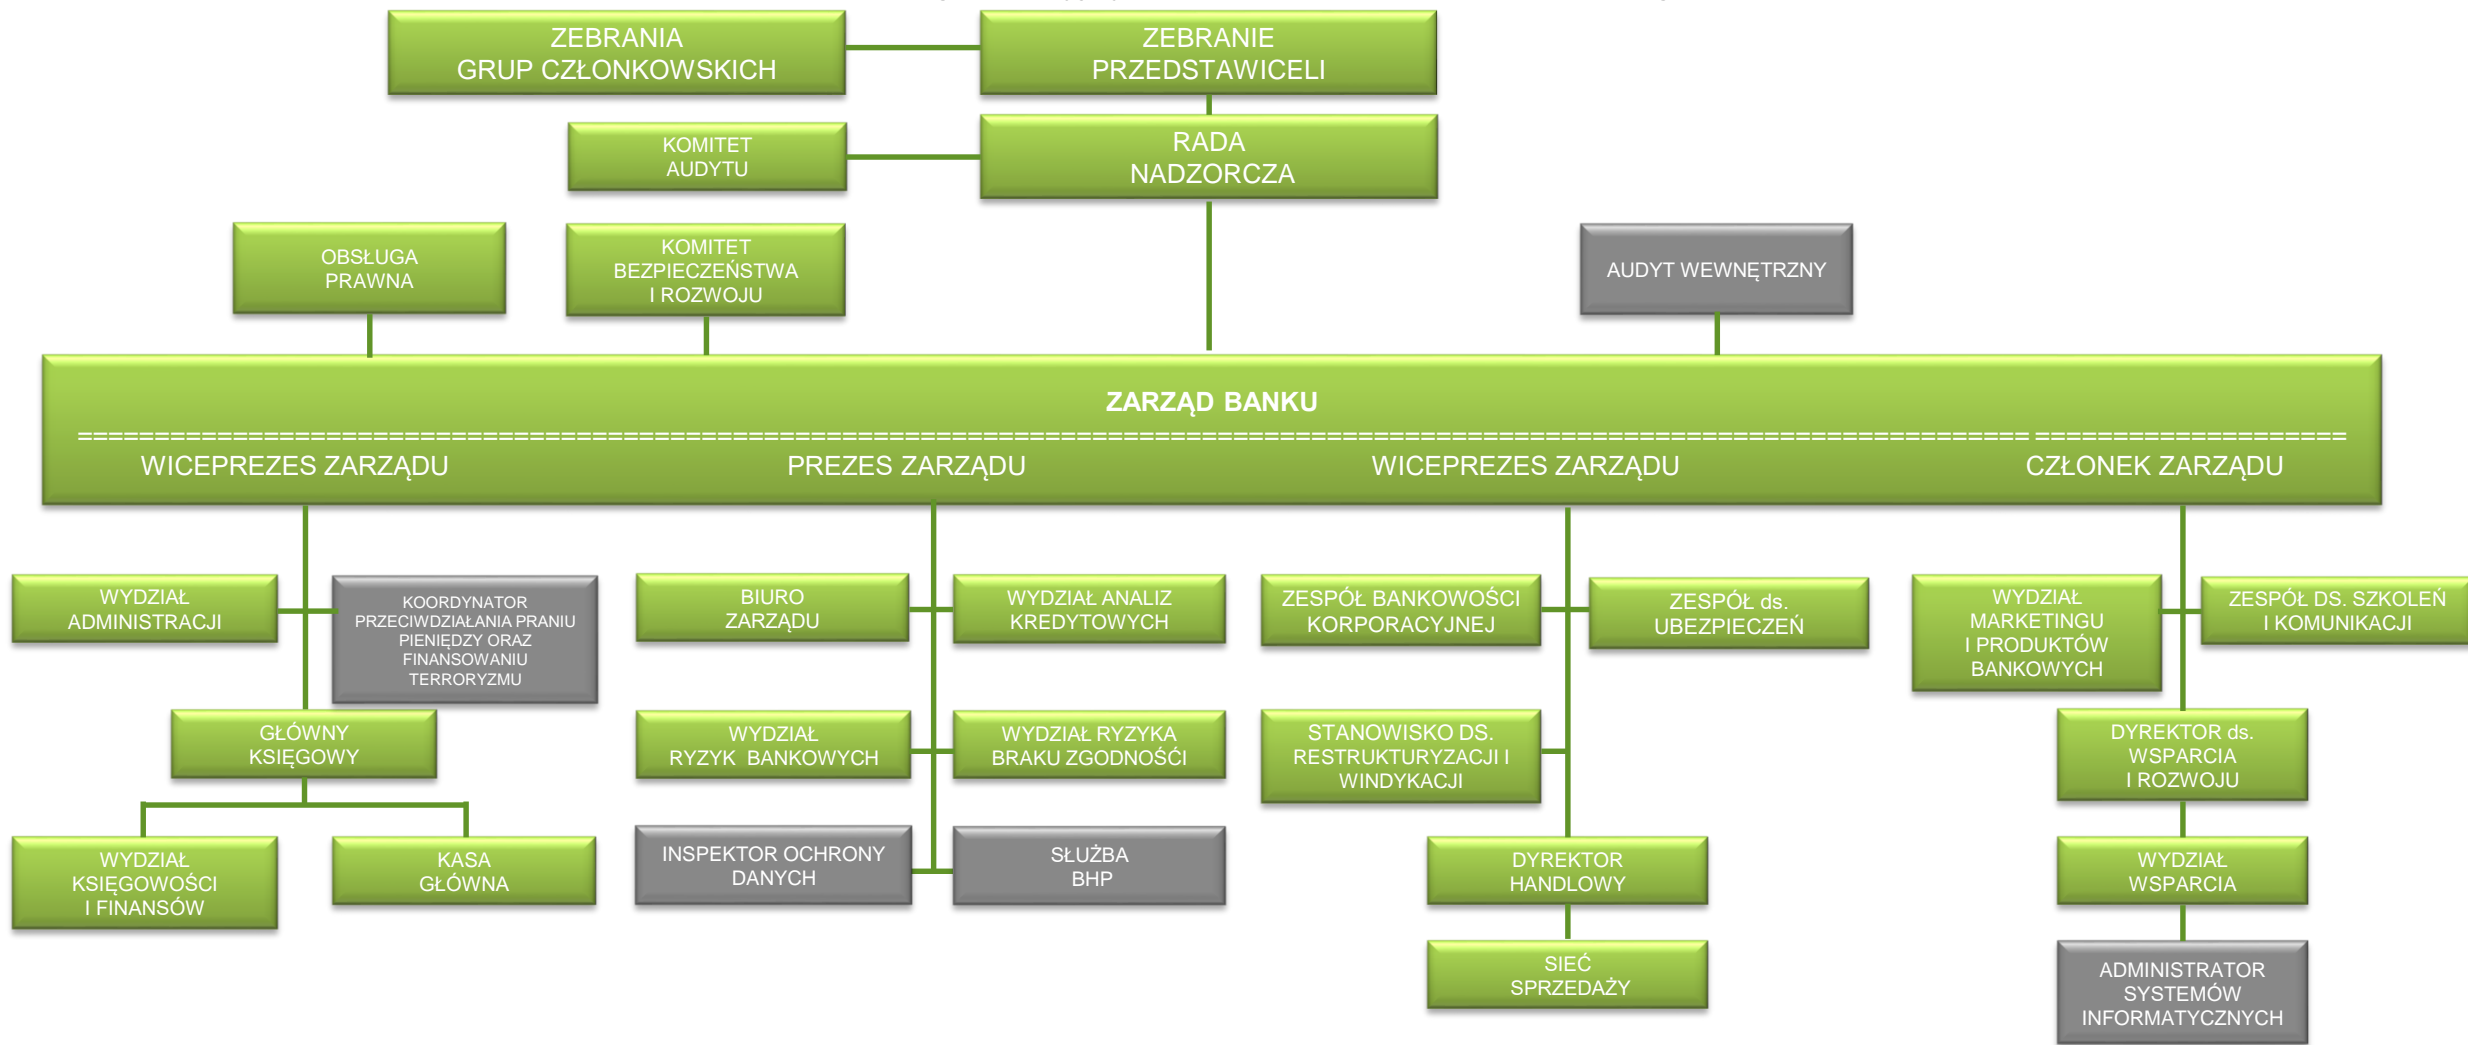 ZEBRANIA
GRUP CZŁONKOWSKICH
ZEBRANIE
PRZEDSTAWICELI
KOMITET
AUDYTU
RADA
NADZORCZA
OBSŁUGA
PRAWNA
KOMITET
BEZPIECZEŃSTWA
I ROZWOJU
AUDYT WEWNĘTRZNY
ZARZĄD BANKU
WICEPREZES ZARZĄDU
PREZES ZARZĄDU
WICEPREZES ZARZĄDU
CZŁONEK ZARZĄDU
WYDZIAŁ
ADMINISTRACJI
KOORDYNATOR
PRZECIWDZIAŁANIA PRANIU
PIENIĘDZY ORAZ
FINANSOWANIU
TERRORYZMU
BIURO
ZARZĄDU
WYDZIAŁ ANALIZ
KREDYTOWYCH
ZESPÓŁ BANKOWOŚCI
KORPORACYJNEJ
ZESPÓŁ ds.
UBEZPIECZEŃ
WYDZIAŁ
MARKETINGU
I PRODUKTÓW
BANKOWYCH
ZESPÓŁ DS. SZKOLEŃ
I KOMUNIKACJI
GŁÓWNY
KSIĘGOWY
WYDZIAŁ
RYZYK  BANKOWYCH
WYDZIAŁ RYZYKA
BRAKU ZGODNOŚĆI
STANOWISKO DS.
RESTRUKTURYZACJI I
WINDYKACJI
DYREKTOR ds.
WSPARCIA
I ROZWOJU
WYDZIAŁ
KSIĘGOWOŚCI
I FINANSÓW
KASA
GŁÓWNA
INSPEKTOR OCHRONY
DANYCH
SŁUŻBA
BHP
DYREKTOR
HANDLOWY
WYDZIAŁ
WSPARCIA
SIEĆ
SPRZEDAŻY
ADMINISTRATOR
SYSTEMÓW
INFORMATYCZNYCH